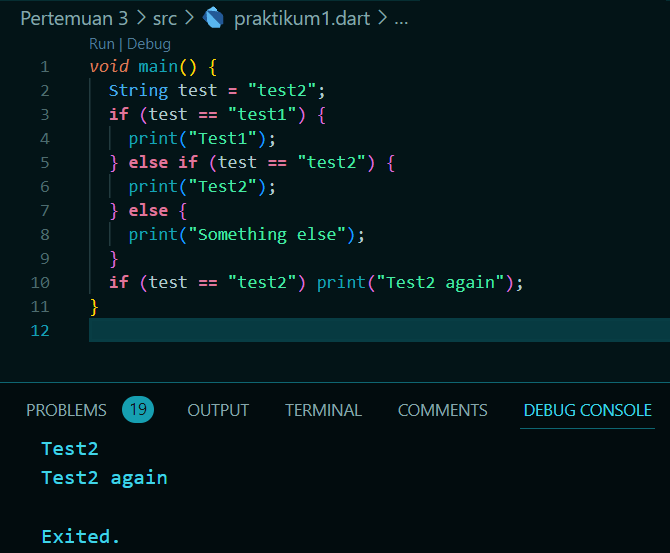 Pertemuan 3 > src > praktikum1.dart > ...
Run | Debug
1 void main() {
2   String test = "test2";
3   if (test == "test1") {
4     print("Test1");
5   } else if (test == "test2") {
6     print("Test2");
7   } else {
8     print("Something else");
9   }
10   if (test == "test2") print("Test2 again");
11 }
12
PROBLEMS 19 OUTPUT TERMINAL COMMENTS DEBUG CONSOLE
Test2
Test2 again
Exited.